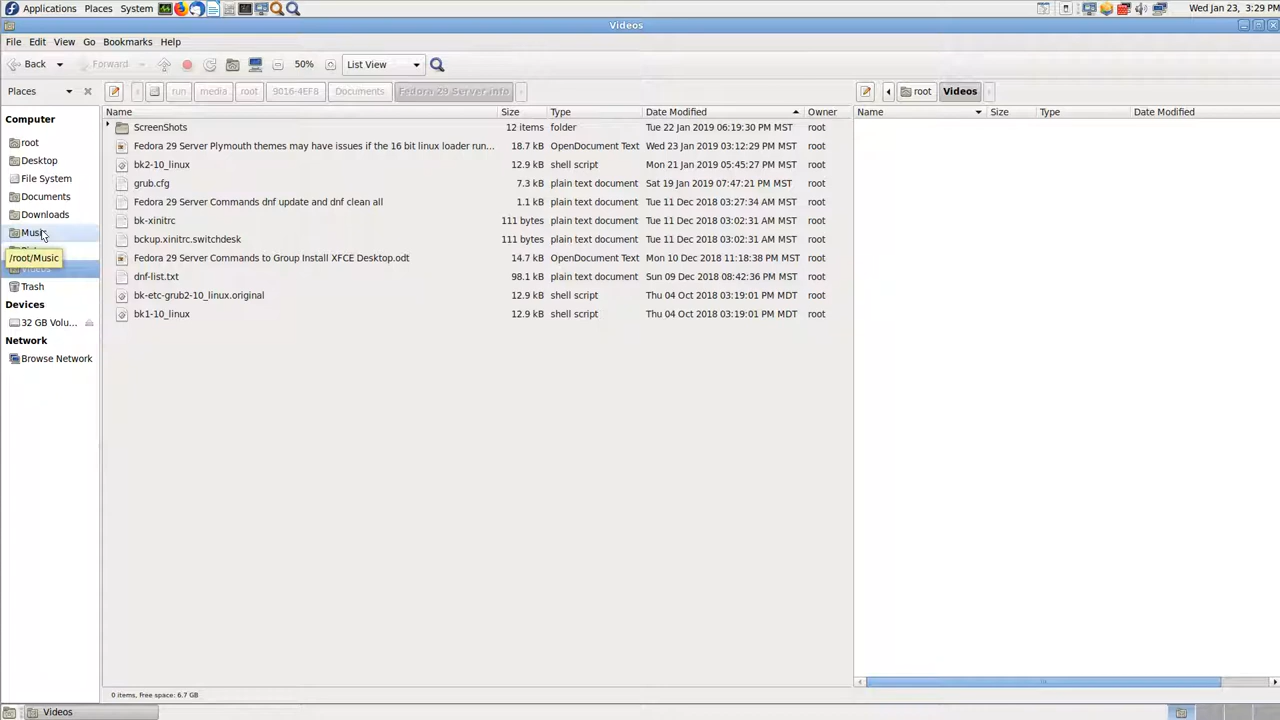 Applications Places System Wed Jan 23, 3:29 PM
Videos
File Edit View Go Bookmarks Help
Back Forward 50% List View
Places run media root 9016-4EF8 Documents Fedora 29 Server info root Videos
Name Size Type Date Modified Owner Name Size Type Date Modified
Computer
root
Desktop
File System
Documents
Downloads
Music
/root/Music
Videos
Trash
Devices
32 GB Volu...
Network
Browse Network
ScreenShots 12 items folder Tue 22 Jan 2019 06:19:30 PM MST root
Fedora 29 Server Plymouth themes may have issues if the 16 bit linux loader run... 18.7 kB OpenDocument Text Wed 23 Jan 2019 03:12:29 PM MST root
bk2-10_linux 12.9 kB shell script Mon 21 Jan 2019 05:45:27 PM MST root
grub.cfg 7.3 kB plain text document Sat 19 Jan 2019 07:47:21 PM MST root
Fedora 29 Server Commands dnf update and dnf clean all 1.1 kB plain text document Tue 11 Dec 2018 03:27:34 AM MST root
bk-xinitrc 111 bytes plain text document Tue 11 Dec 2018 03:02:31 AM MST root
bckup.xinitrc.switchdesk 111 bytes plain text document Tue 11 Dec 2018 03:02:31 AM MST root
Fedora 29 Server Commands to Group Install XFCE Desktop.odt 14.7 kB OpenDocument Text Mon 10 Dec 2018 11:18:38 PM MST root
dnf-list.txt 98.1 kB plain text document Sun 09 Dec 2018 08:42:36 PM MST root
bk-etc-grub2-10_linux.original 12.9 kB shell script Thu 04 Oct 2018 03:19:01 PM MDT root
bk1-10_linux 12.9 kB shell script Thu 04 Oct 2018 03:19:01 PM MDT root
0 items, Free space: 6.7 GB
Videos